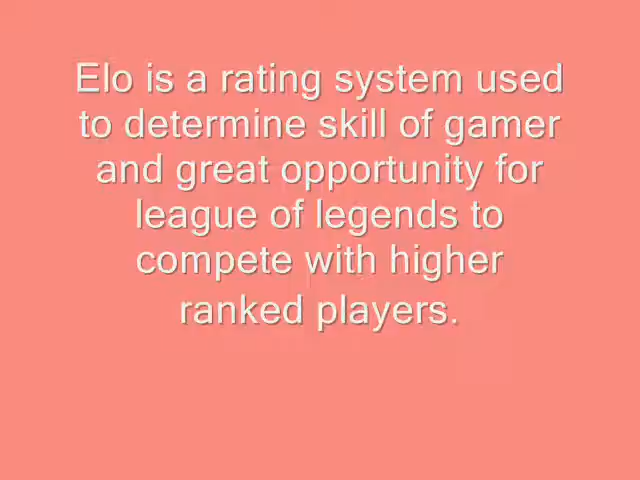 Elo is a rating system used
to determine skill of gamer
and great opportunity for
league of legends to
compete with higher
ranked players.